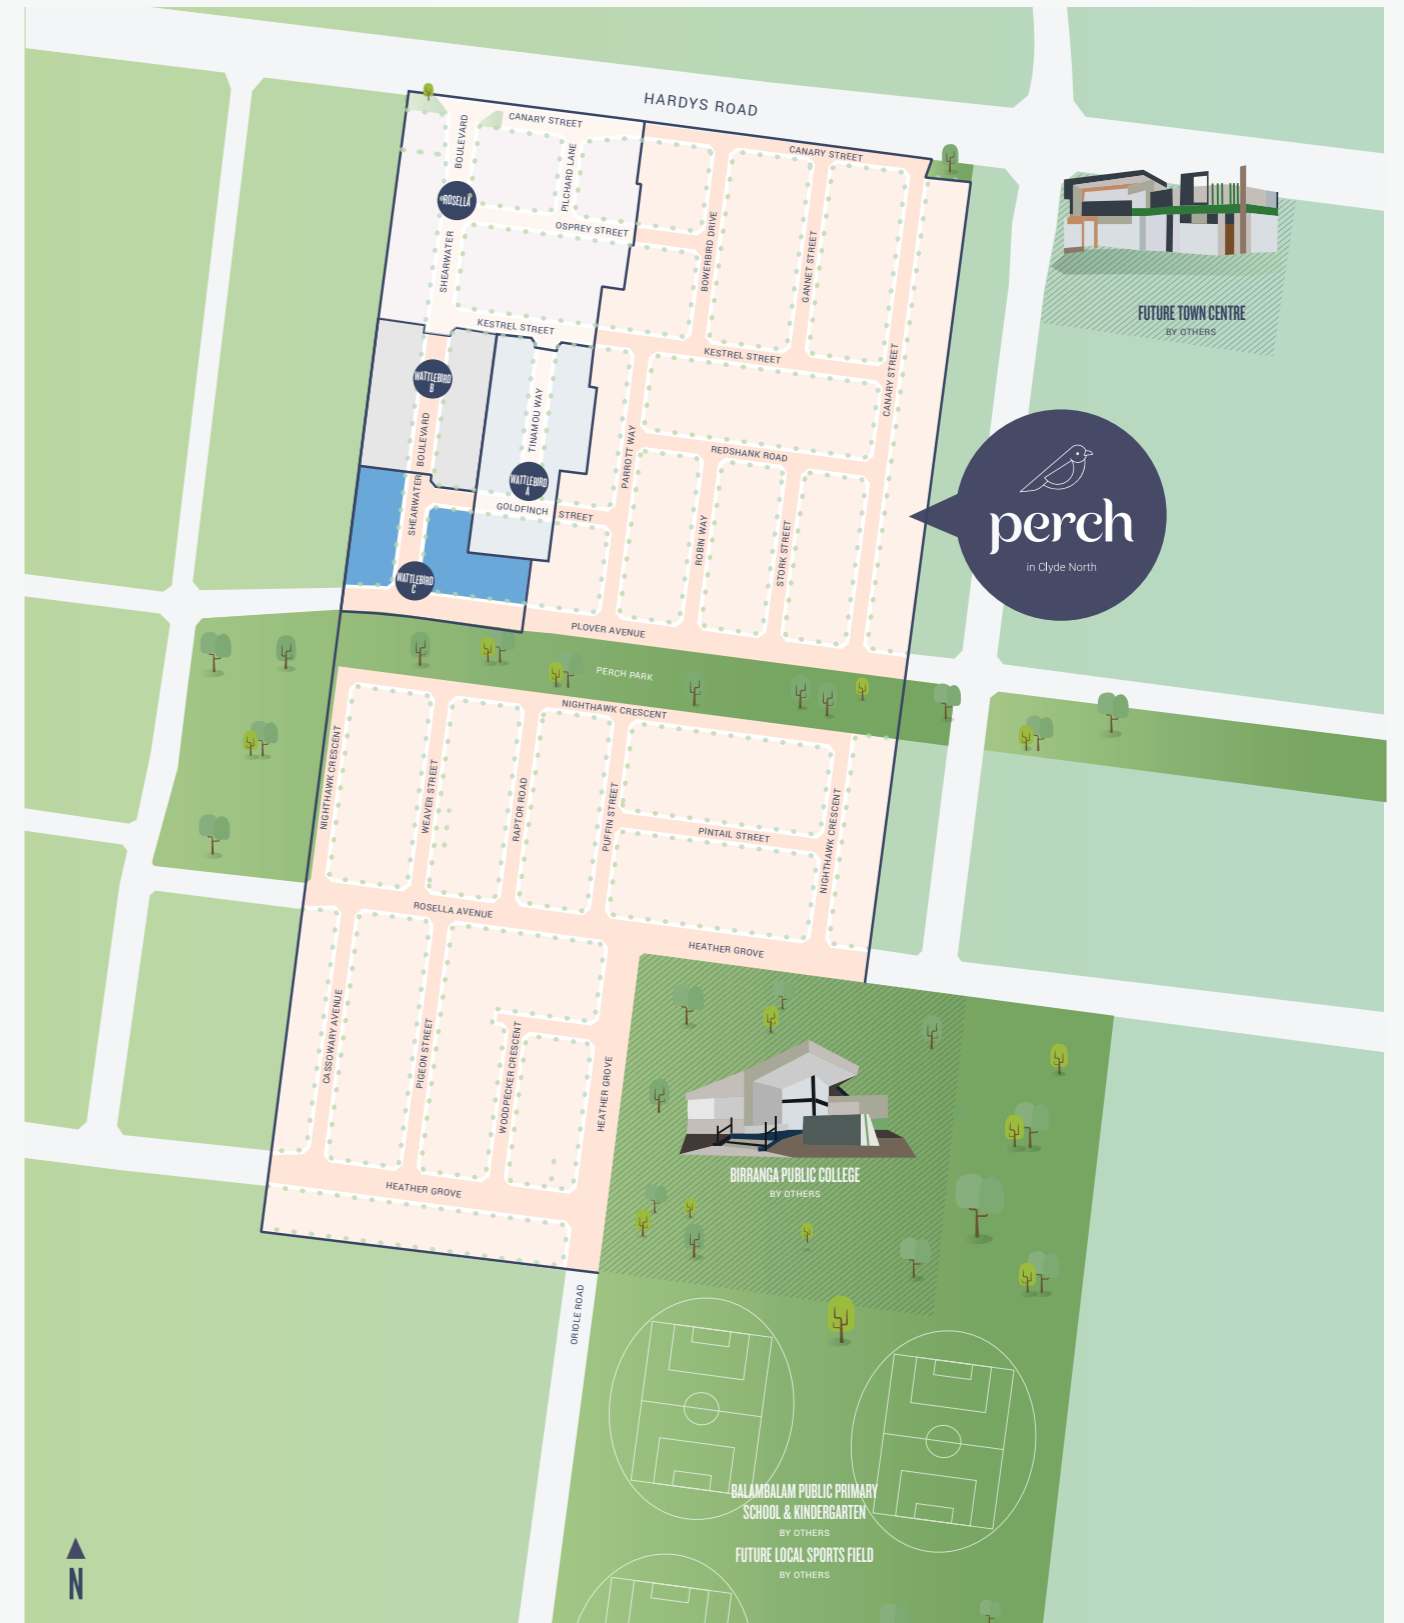 HARDYS ROAD
CANARY STREET
BOULEVARD
PILCHARD LANE
CANARY STREET
ROSELLA
OSPREY STREET
SHEARWATER
BOWERBIRD DRIVE
GANNET STREET
FUTURE TOWN CENTRE
BY OTHERS
KESTREL STREET
KESTREL STREET
CANARY STREET
WATTLEBIRD
B
TINAMOU WAY
BOULEVARD
PARROTT WAY
REDSHANK ROAD
WATTLEBIRD
A
SHEARWATER
GOLDFINCH STREET
ROBIN WAY
STORK STREET
perch
in Clyde North
WATTLEBIRD
C
PLOVER AVENUE
PERCH PARK
NIGHTHAWK CRESCENT
NIGHTHAWK CRESCENT
WEAVER STREET
RAPTOR ROAD
PUFFIN STREET
PINTAIL STREET
NIGHTHAWK CRESCENT
ROSELLA AVENUE
HEATHER GROVE
CASSOWARY AVENUE
PIGEON STREET
WOODPECKER CRESCENT
HEATHER GROVE
BIRRANGA PUBLIC COLLEGE
BY OTHERS
HEATHER GROVE
ORIOLE ROAD
BALAMBALAM PUBLIC PRIMARY
SCHOOL & KINDERGARTEN
BY OTHERS
FUTURE LOCAL SPORTS FIELD
BY OTHERS
N